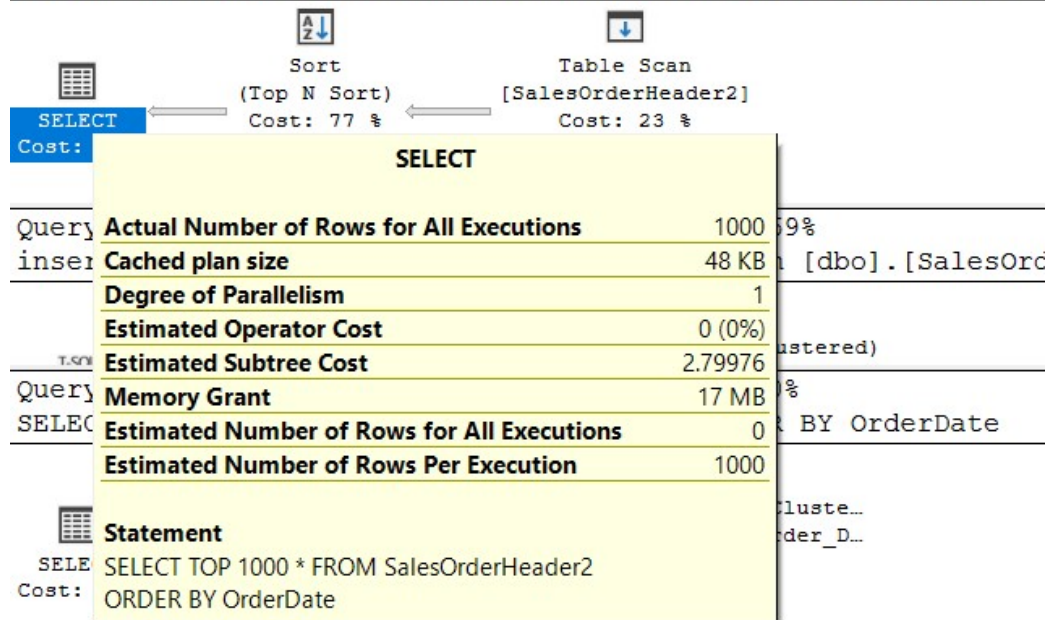 Sort
(Top N Sort)
Cost: 77 %
Table Scan
[SalesOrderHeader2]
Cost: 23 %
SELECT
Cost:
SELECT
Query 59%
Actual Number of Rows for All Executions 1000
inser [dbo].[SalesOrd
Cached plan size 48 KB
Degree of Parallelism 1
Estimated Operator Cost 0 (0%)
ustered)
Estimated Subtree Cost 2.79976
Query %
Memory Grant 17 MB
SELEC BY OrderDate
Estimated Number of Rows for All Executions 0
Estimated Number of Rows Per Execution 1000
Cluste…
der_D…
Statement
SELE
SELECT TOP 1000 * FROM SalesOrderHeader2
Cost:
ORDER BY OrderDate